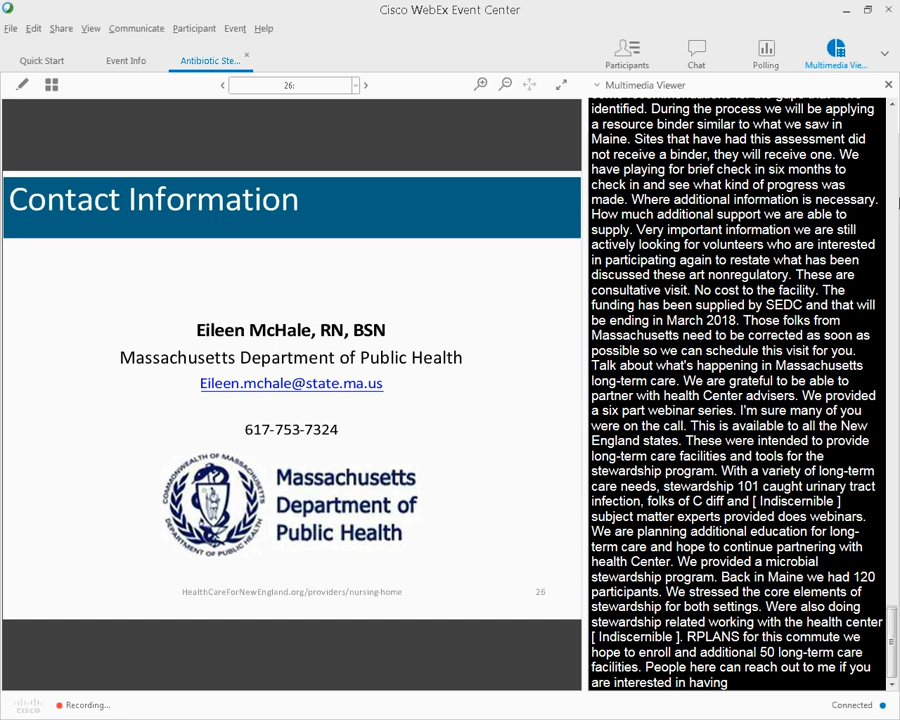 Cisco WebEx Event Center
File Edit Share View Communicate Participant Event Help
Quick Start Event Info Antibiotic Ste...
Participants Chat Polling Multimedia Vie...
26:
Multimedia Viewer
Contact Information
Eileen McHale, RN, BSN
Massachusetts Department of Public Health
Eileen.mchale@state.ma.us
617-753-7324
COMMONWEALTH OF MASSACHUSETTS
DEPARTMENT OF PUBLIC HEALTH
Massachusetts
Department of
Public Health
HealthCareForNewEngland.org/providers/nursing-home
26
identified. During the process we will be applying
a resource binder similar to what we saw in
Maine. Sites that have had this assessment did
not receive a binder, they will receive one. We
have playing for brief check in six months to
check in and see what kind of progress was
made. Where additional information is necessary.
How much additional support we are able to
supply. Very important information we are still
actively looking for volunteers who are interested
in participating again to restate what has been
discussed these art nonregulatory. These are
consultative visit. No cost to the facility. The
funding has been supplied by SEDC and that will
be ending in March 2018. Those folks from
Massachusetts need to be corrected as soon as
possible so we can schedule this visit for you.
Talk about what's happening in Massachusetts
long-term care. We are grateful to be able to
partner with health Center advisers. We provided
a six part webinar series. I'm sure many of you
were on the call. This is available to all the New
England states. These were intended to provide
long-term care facilities and tools for the
stewardship program. With a variety of long-term
care needs, stewardship 101 caught urinary tract
infection, folks of C diff and [ Indiscernible ]
subject matter experts provided does webinars.
We are planning additional education for long-
term care and hope to continue partnering with
health Center. We provided a microbial
stewardship program. Back in Maine we had 120
participants. We stressed the core elements of
stewardship for both settings. Were also doing
stewardship related working with the health center
[ Indiscernible ]. RPLANS for this commute we
hope to enroll and additional 50 long-term care
facilities. People here can reach out to me if you
are interested in having
cisco
Recording...
Connected